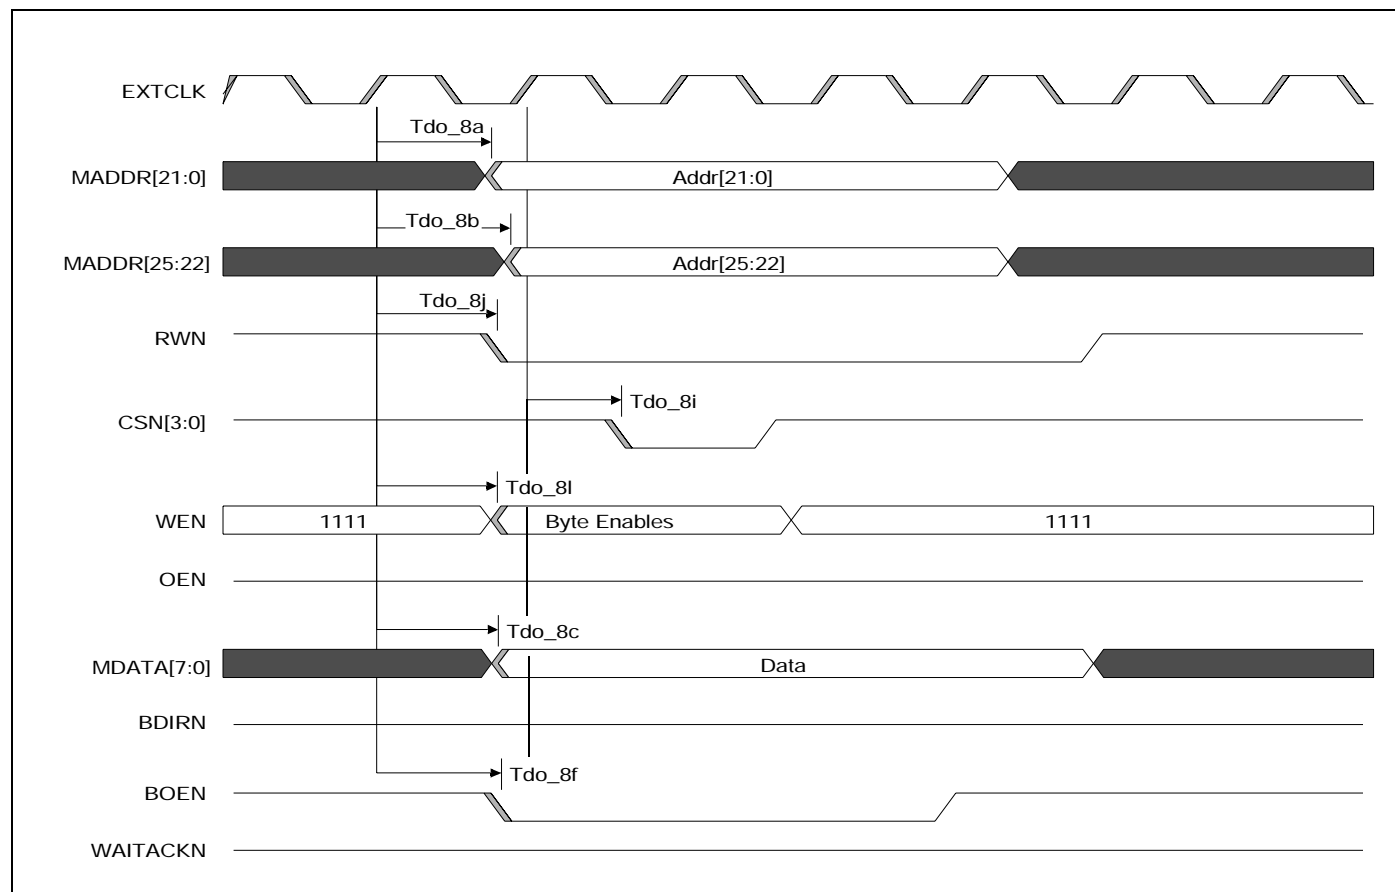 EXTCLK
Tdo_8a
MADDR[21:0]
Addr[21:0]
Tdo_8b
MADDR[25:22]
Addr[25:22]
Tdo_8j
RWN
Tdo_8i
CSN[3:0]
Tdo_8l
WEN
1111
Byte Enables
1111
OEN
Tdo_8c
MDATA[7:0]
Data
BDIRN
Tdo_8f
BOEN
WAITACKN